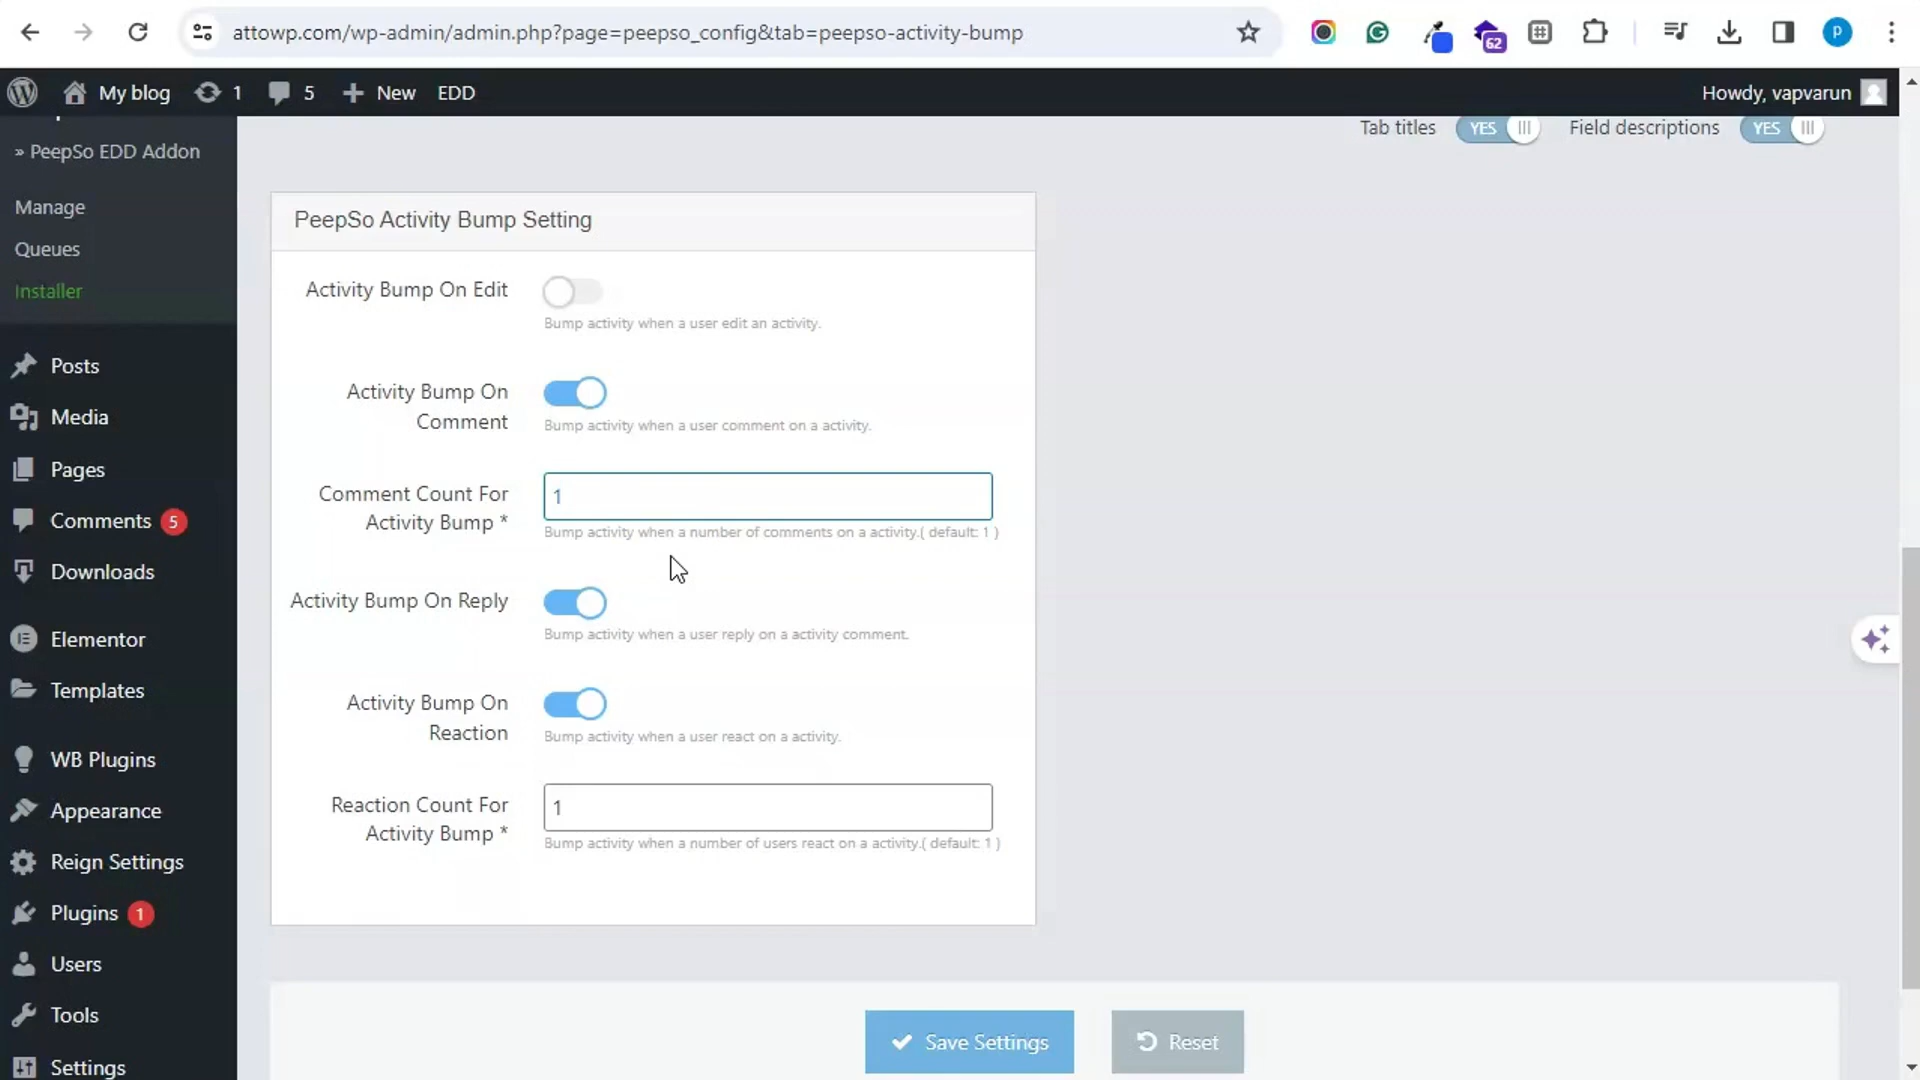 attowp.com/wp-admin/admin.php?page=peepso_config&tab=peepso-activity-bump
62
P
My blog
1
5
New
EDD
Howdy, vapvarun
Tab titles
YES
Field descriptions
YES
» PeepSo EDD Addon
Manage
Queues
Installer
Posts
Media
Pages
Comments 5
Downloads
Elementor
Templates
WB Plugins
Appearance
Reign Settings
Plugins 1
Users
Tools
Settings
PeepSo Activity Bump Setting
Activity Bump On Edit
Bump activity when a user edit an activity.
Activity Bump On
Comment
Bump activity when a user comment on a activity.
Comment Count For
Activity Bump *
1
Bump activity when a number of comments on a activity.( default: 1 )
Activity Bump On Reply
Bump activity when a user reply on a activity comment.
Activity Bump On
Reaction
Bump activity when a user react on a activity.
Reaction Count For
Activity Bump *
1
Bump activity when a number of users react on a activity.( default: 1 )
Save Settings
Reset